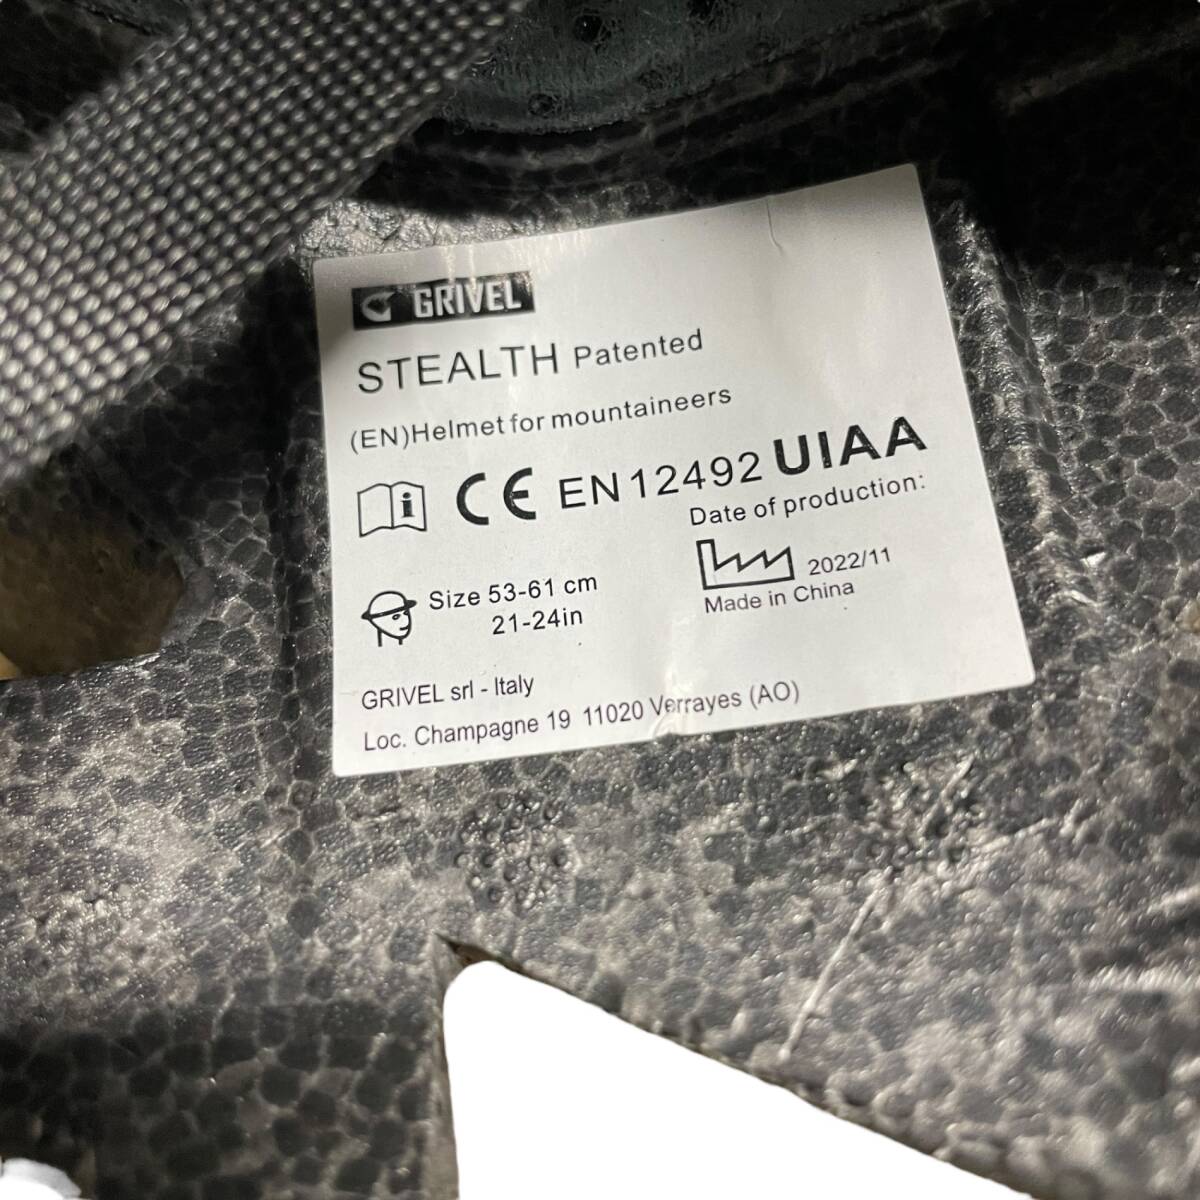 GRIVEL
STEALTH Patented
(EN)Helmet for mountaineers
i CE EN 12492 UIAA
Date of production:
2022/11
Made in China
Size 53-61 cm
21-24in
GRIVEL srl - Italy
Loc. Champagne 19 11020 Verrayes (AO)